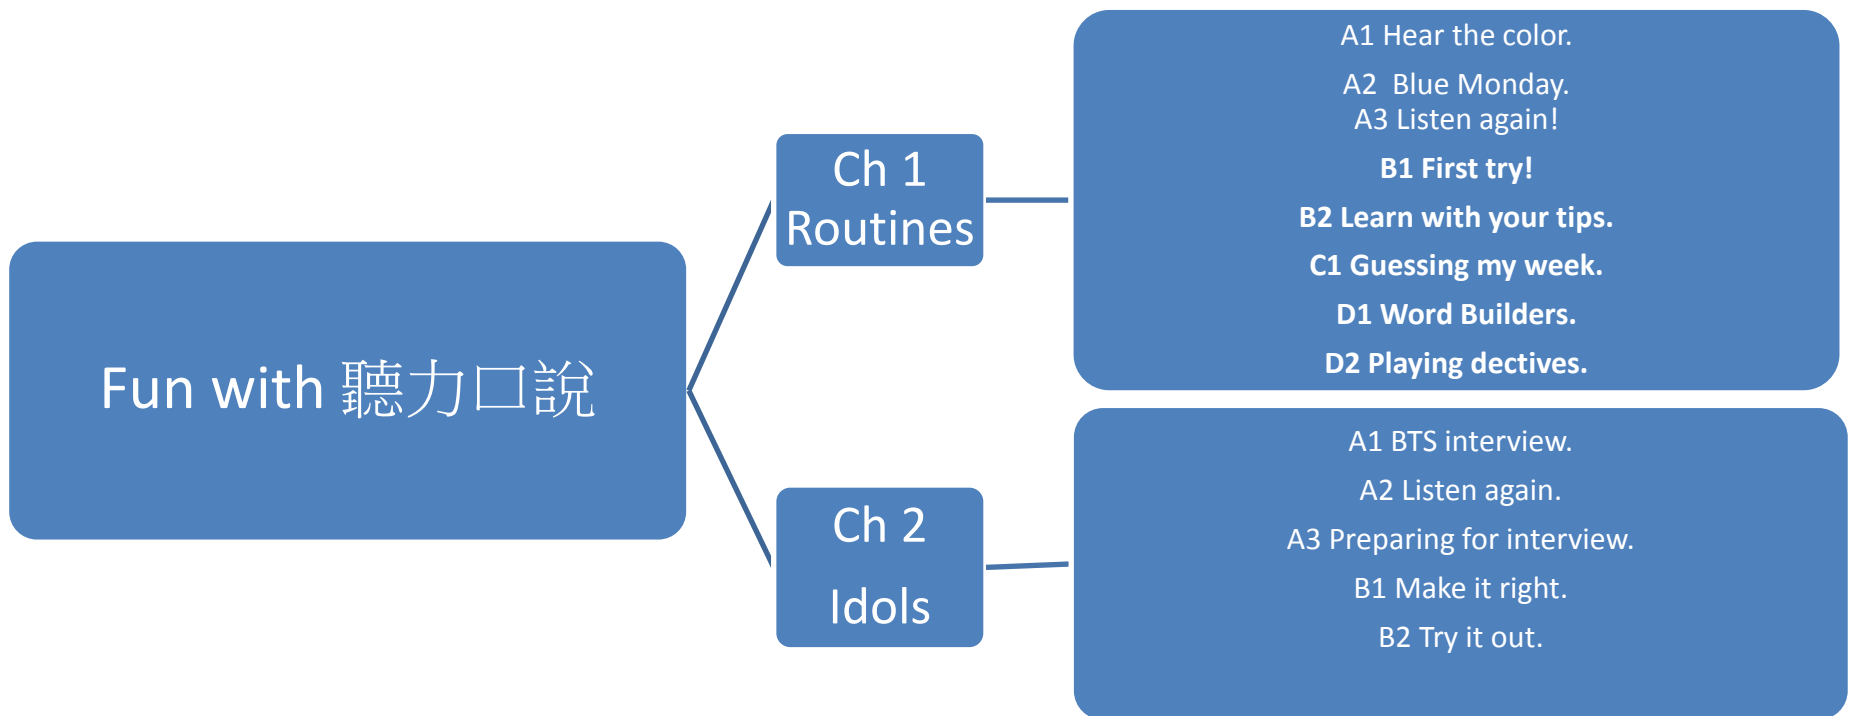 Fun with 聽力口說
Ch 1
Routines
A1 Hear the color.
A2  Blue Monday.
A3 Listen again!
B1 First try!
B2 Learn with your tips.
C1 Guessing my week.
D1 Word Builders.
D2 Playing dectives.
Ch 2
Idols
A1 BTS interview.
A2 Listen again.
A3 Preparing for interview.
B1 Make it right.
B2 Try it out.